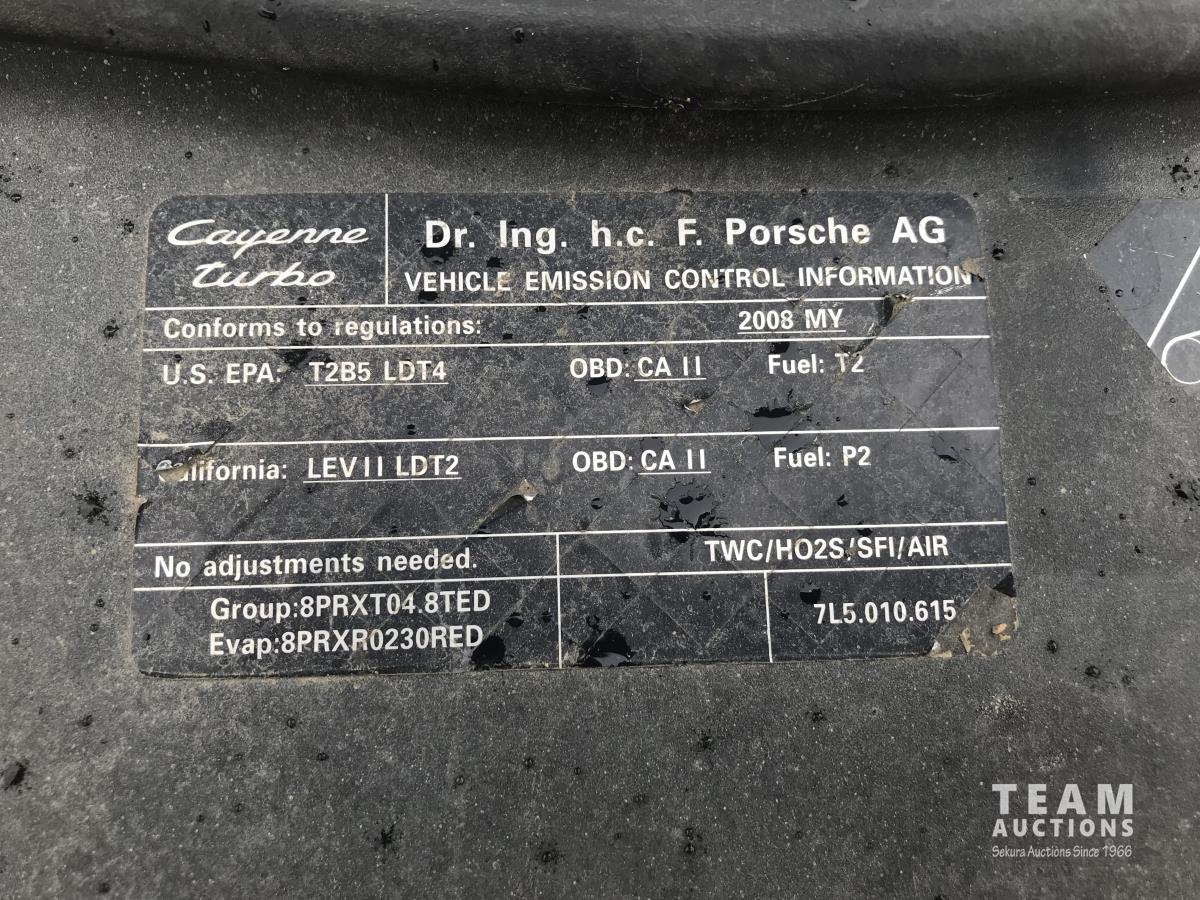 Cayenne
turbo
Dr. Ing. h.c. F. Porsche AG
VEHICLE EMISSION CONTROL INFORMATION
Conforms to regulations: 2008 MY
U.S. EPA: T2B5 LDT4 OBD: CA II Fuel: T2
California: LEV II LDT2 OBD: CA II Fuel: P2
No adjustments needed. TWC/HO2S/SFI/AIR
Group:8PRXT04.8TED
Evap:8PRXR0230RED
7L5.010.615
TEAM
AUCTIONS
Sekura Auctions Since 1966